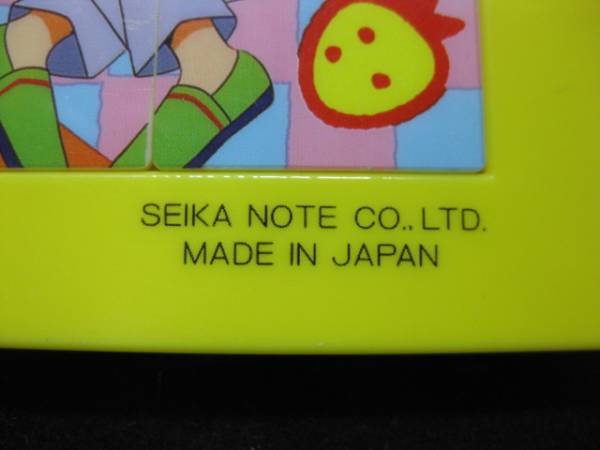 SEIKA NOTE CO., LTD.
MADE IN JAPAN